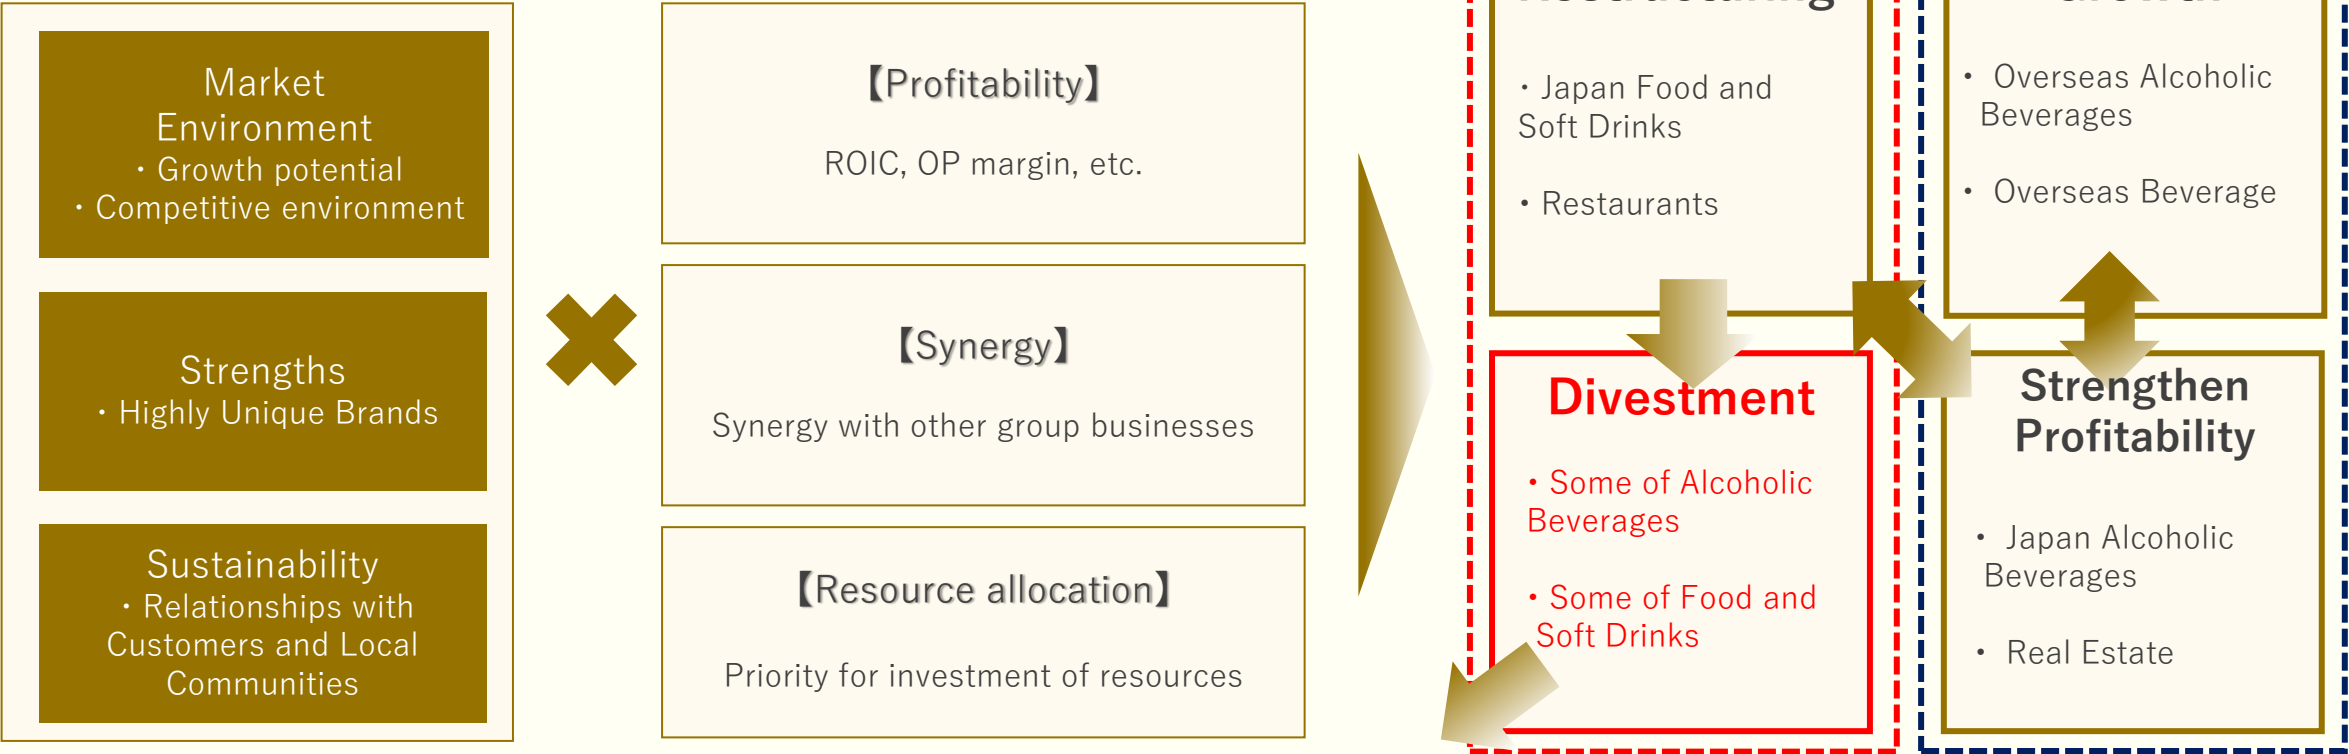 Market
Environment
・Growth potential
・Competitive environment
Strengths
・Highly Unique Brands
Sustainability
・Relationships with
Customers and Local
Communities
【Profitability】
ROIC, OP margin, etc.
【Synergy】
Synergy with other group businesses
【Resource allocation】
Priority for investment of resources
Restructuring
・Japan Food and
Soft Drinks
・Restaurants
Divestment
・Some of Alcoholic
Beverages
・Some of Food and
Soft Drinks
Growth
・ Overseas Alcoholic
Beverages
・ Overseas Beverage
Strengthen
Profitability
・ Japan Alcoholic
Beverages
・ Real Estate